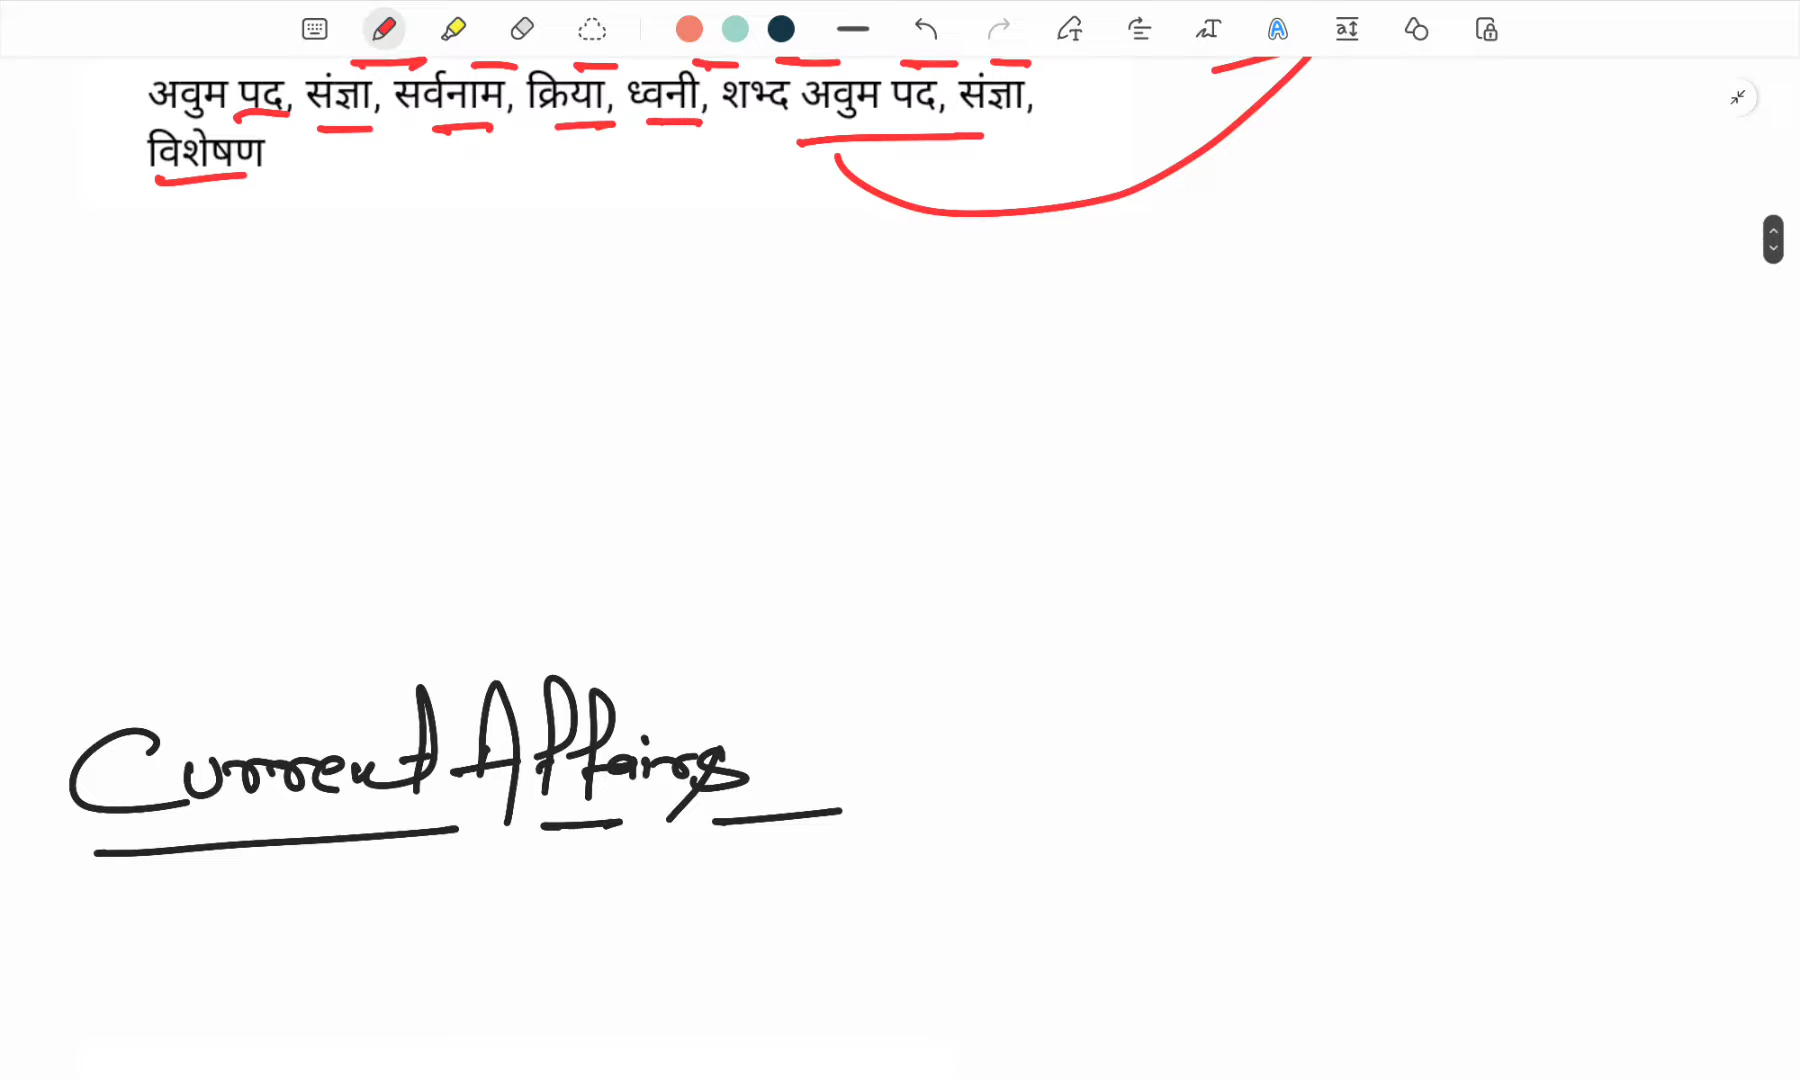 अवुम पद, संज्ञा, सर्वनाम, क्रिया, ध्वनी, शभ्द अवुम पद, संज्ञा,
विशेषण
Current Affairs